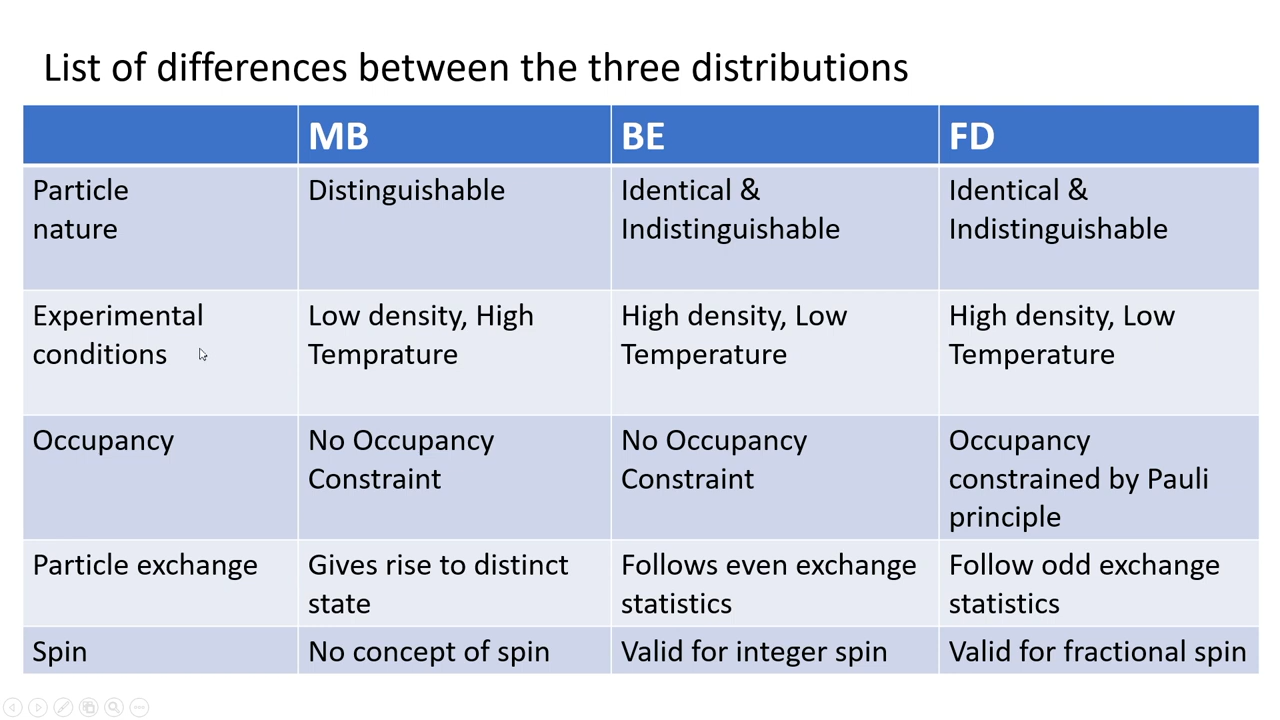 List of differences between the three distributions
MB
BE
FD
Particle
nature
Distinguishable
Identical &
Indistinguishable
Identical &
Indistinguishable
Experimental
conditions
Low density, High
Temprature
High density, Low
Temperature
High density, Low
Temperature
Occupancy
No Occupancy
Constraint
No Occupancy
Constraint
Occupancy
constrained by Pauli
principle
Particle exchange
Gives rise to distinct
state
Follows even exchange
statistics
Follow odd exchange
statistics
Spin
No concept of spin
Valid for integer spin
Valid for fractional spin